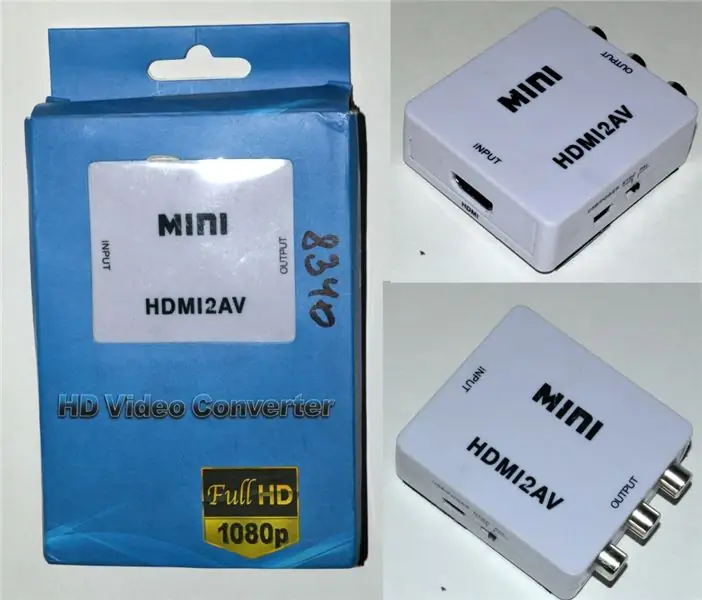 MINI
INPUT
OUTPUT
HDMI2AV
8340
HD Video Converter
Full HD
1080p
OUTPUT
MINI
HDMI2AV
INPUT
HDMI
INPUT
MINI
HDMI2AV
OUTPUT